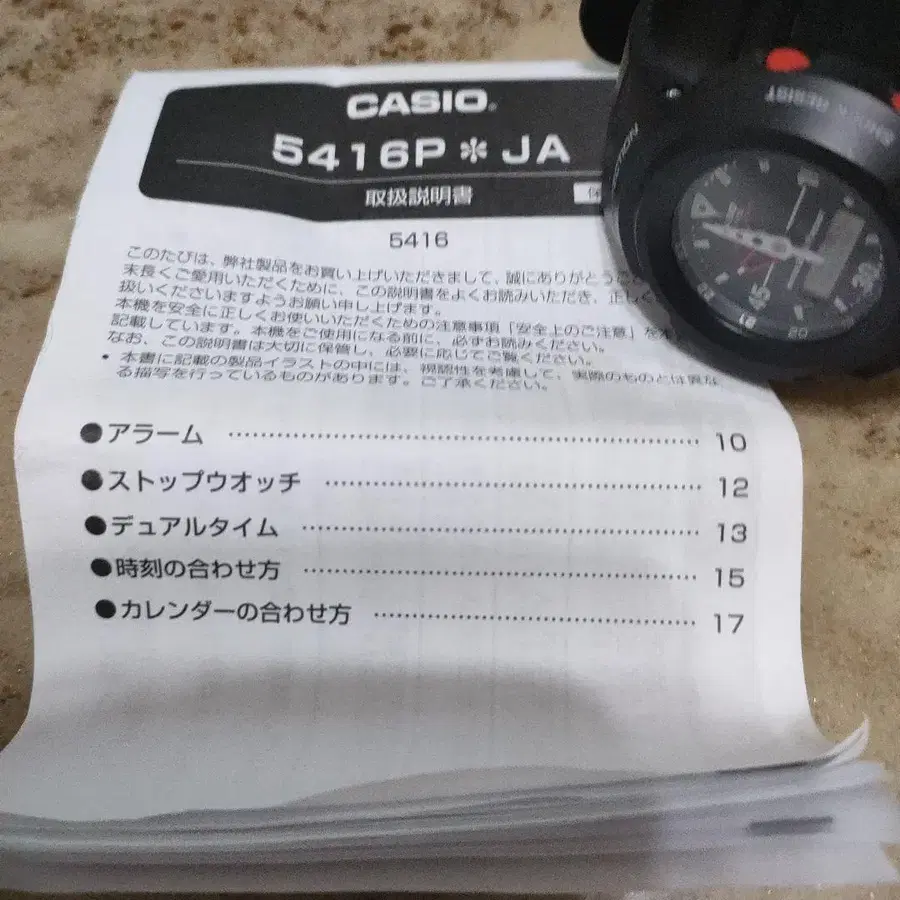 CASIO®
5416P✽JA
取扱説明書
5416
このたびは、弊社製品をお買い上げいただきまして、誠にありがとう
末長くご愛用いただくために、この説明書をよくお読みいただき、正しく
扱いくださいますようお願い申し上げます。
本機を安全に正しくお使いいただくための注意事項「安全上のご注意」を
記載しています。本機をご使用になる前に、必ずお読みください。
なお、この説明書は大切に保管し、必要に応じてご覧ください。
• 本書に記載の製品イラストの中には、視認性を考慮して、実際のものとは異な
る描写を行っているものがあります。ご了承ください。
●アラーム 10
●ストップウオッチ 12
●デュアルタイム 13
●時刻の合わせ方 15
●カレンダーの合わせ方 17
RESIST
30
45
20